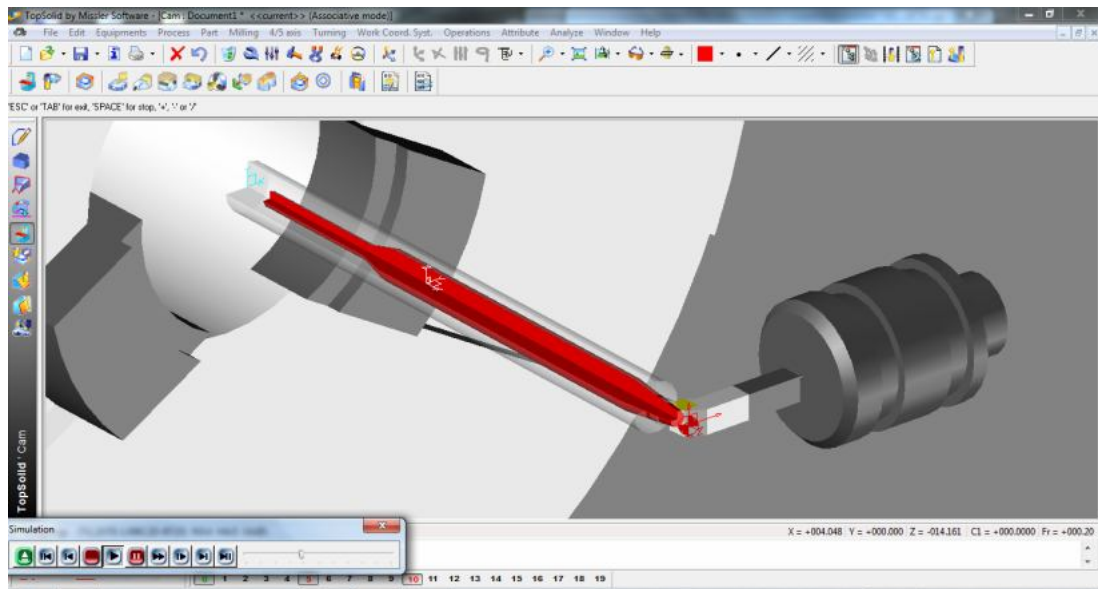 TopSolid by Missler Software - [Cam : Document1 * <<current>> (Associative mode)]
File Edit Equipments Process Part Milling 4/5 axis Turning Work Coord. Syst. Operations Attribute Analyze Window Help
'ESC' or 'TAB' for exit, 'SPACE' for stop, '+', '-' or '/'
TopSolid'Cam
Simulation
X = +004.048 Y = +000.000 Z = -014.161 C1 = +000.0000 Fr = +000.20
0 1 2 3 4 5 6 7 8 9 10 11 12 13 14 15 16 17 18 19